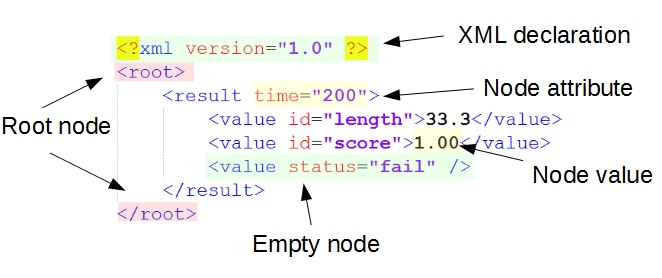 XML declaration
<?xml version="1.0" ?>
<root>
Node attribute
<result time="200">
Root node
<value id="length">33.3</value>
<value id="score">1.00</value>
Node value
<value status="fail" />
</result>
</root>
Empty node